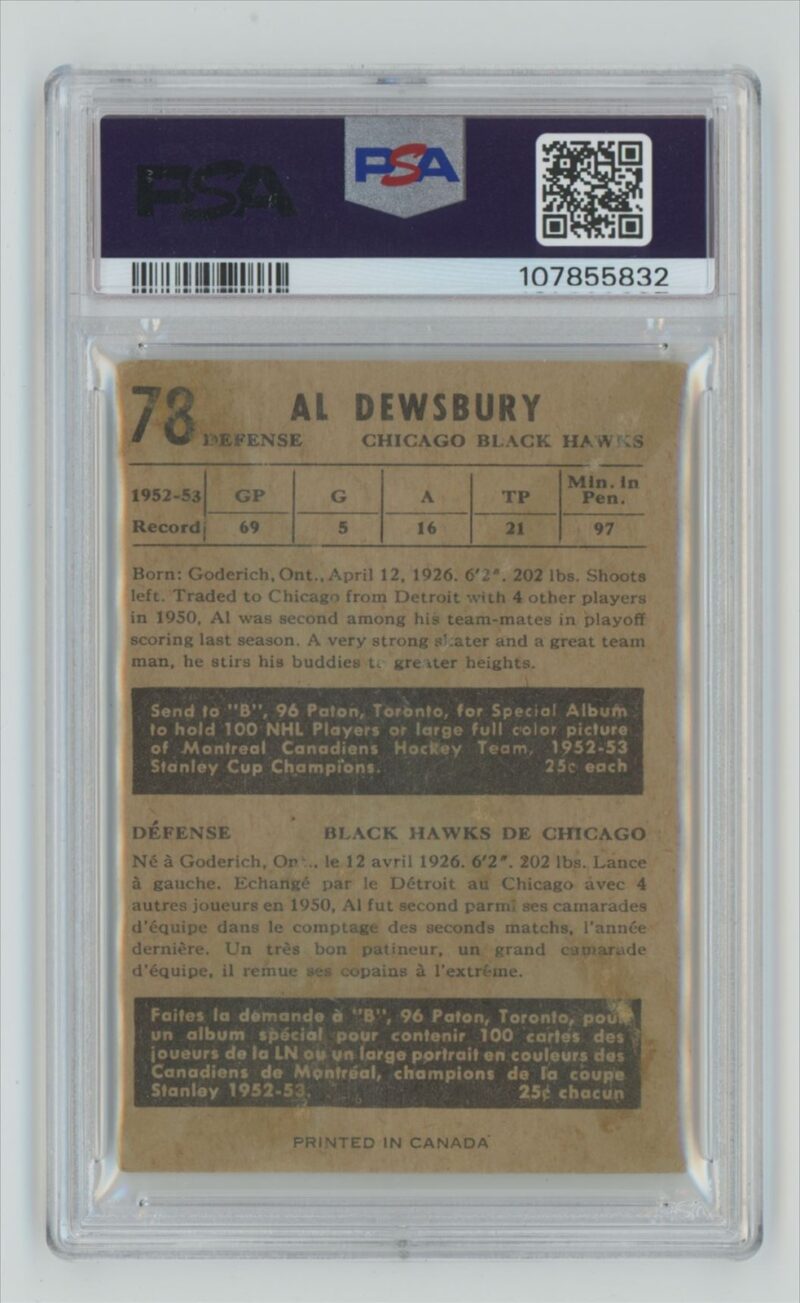 PSA
PSA
107855832
78
AL DEWSBURY
DEFENSE CHICAGO BLACK HAWKS
1952-53 GP G A TP Min. in Pen.
Record 69 5 16 21 97
Born: Goderich, Ont., April 12, 1926. 6'2". 202 lbs. Shoots
left. Traded to Chicago from Detroit with 4 other players
in 1950, Al was second among his team-mates in playoff
scoring last season. A very strong skater and a great team
man, he stirs his buddies to greater heights.
Send to "B", 96 Paton, Toronto, for Special Album
to hold 100 NHL Players or large full color picture
of Montreal Canadiens Hockey Team, 1952-53
Stanley Cup Champions. 25c each
DÉFENSE BLACK HAWKS DE CHICAGO
Né à Goderich, Ont., le 12 avril 1926. 6'2". 202 lbs. Lance
à gauche. Echangé par le Détroit au Chicago avec 4
autres joueurs en 1950, Al fut second parmi ses camarades
d'équipe dans le comptage des seconds matchs, l'année
dernière. Un très bon patineur, un grand camarade
d'équipe, il remue ses copains à l'extrême.
Faites la demande à "B", 96 Paton, Toronto, pour
un album spécial pour contenir 100 cartes des
joueurs de la LN ou un large portrait en couleurs des
Canadiens de Montréal, champions de la coupe
Stanley 1952-53. 25¢ chacun
PRINTED IN CANADA